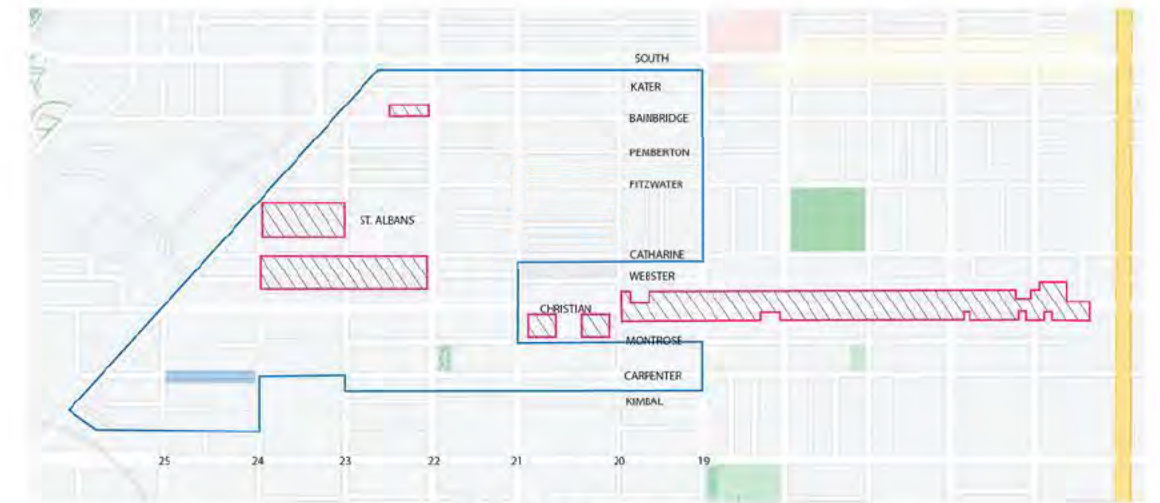 SOUTH
KATER
BAINBRIDGE
PEMBERTON
FITZWATER
ST. ALBANS
CATHARINE
WEBSTER
CHRISTIAN
MONTROSE
CARPENTER
KIMBAL
25 24 23 22 21 20 19